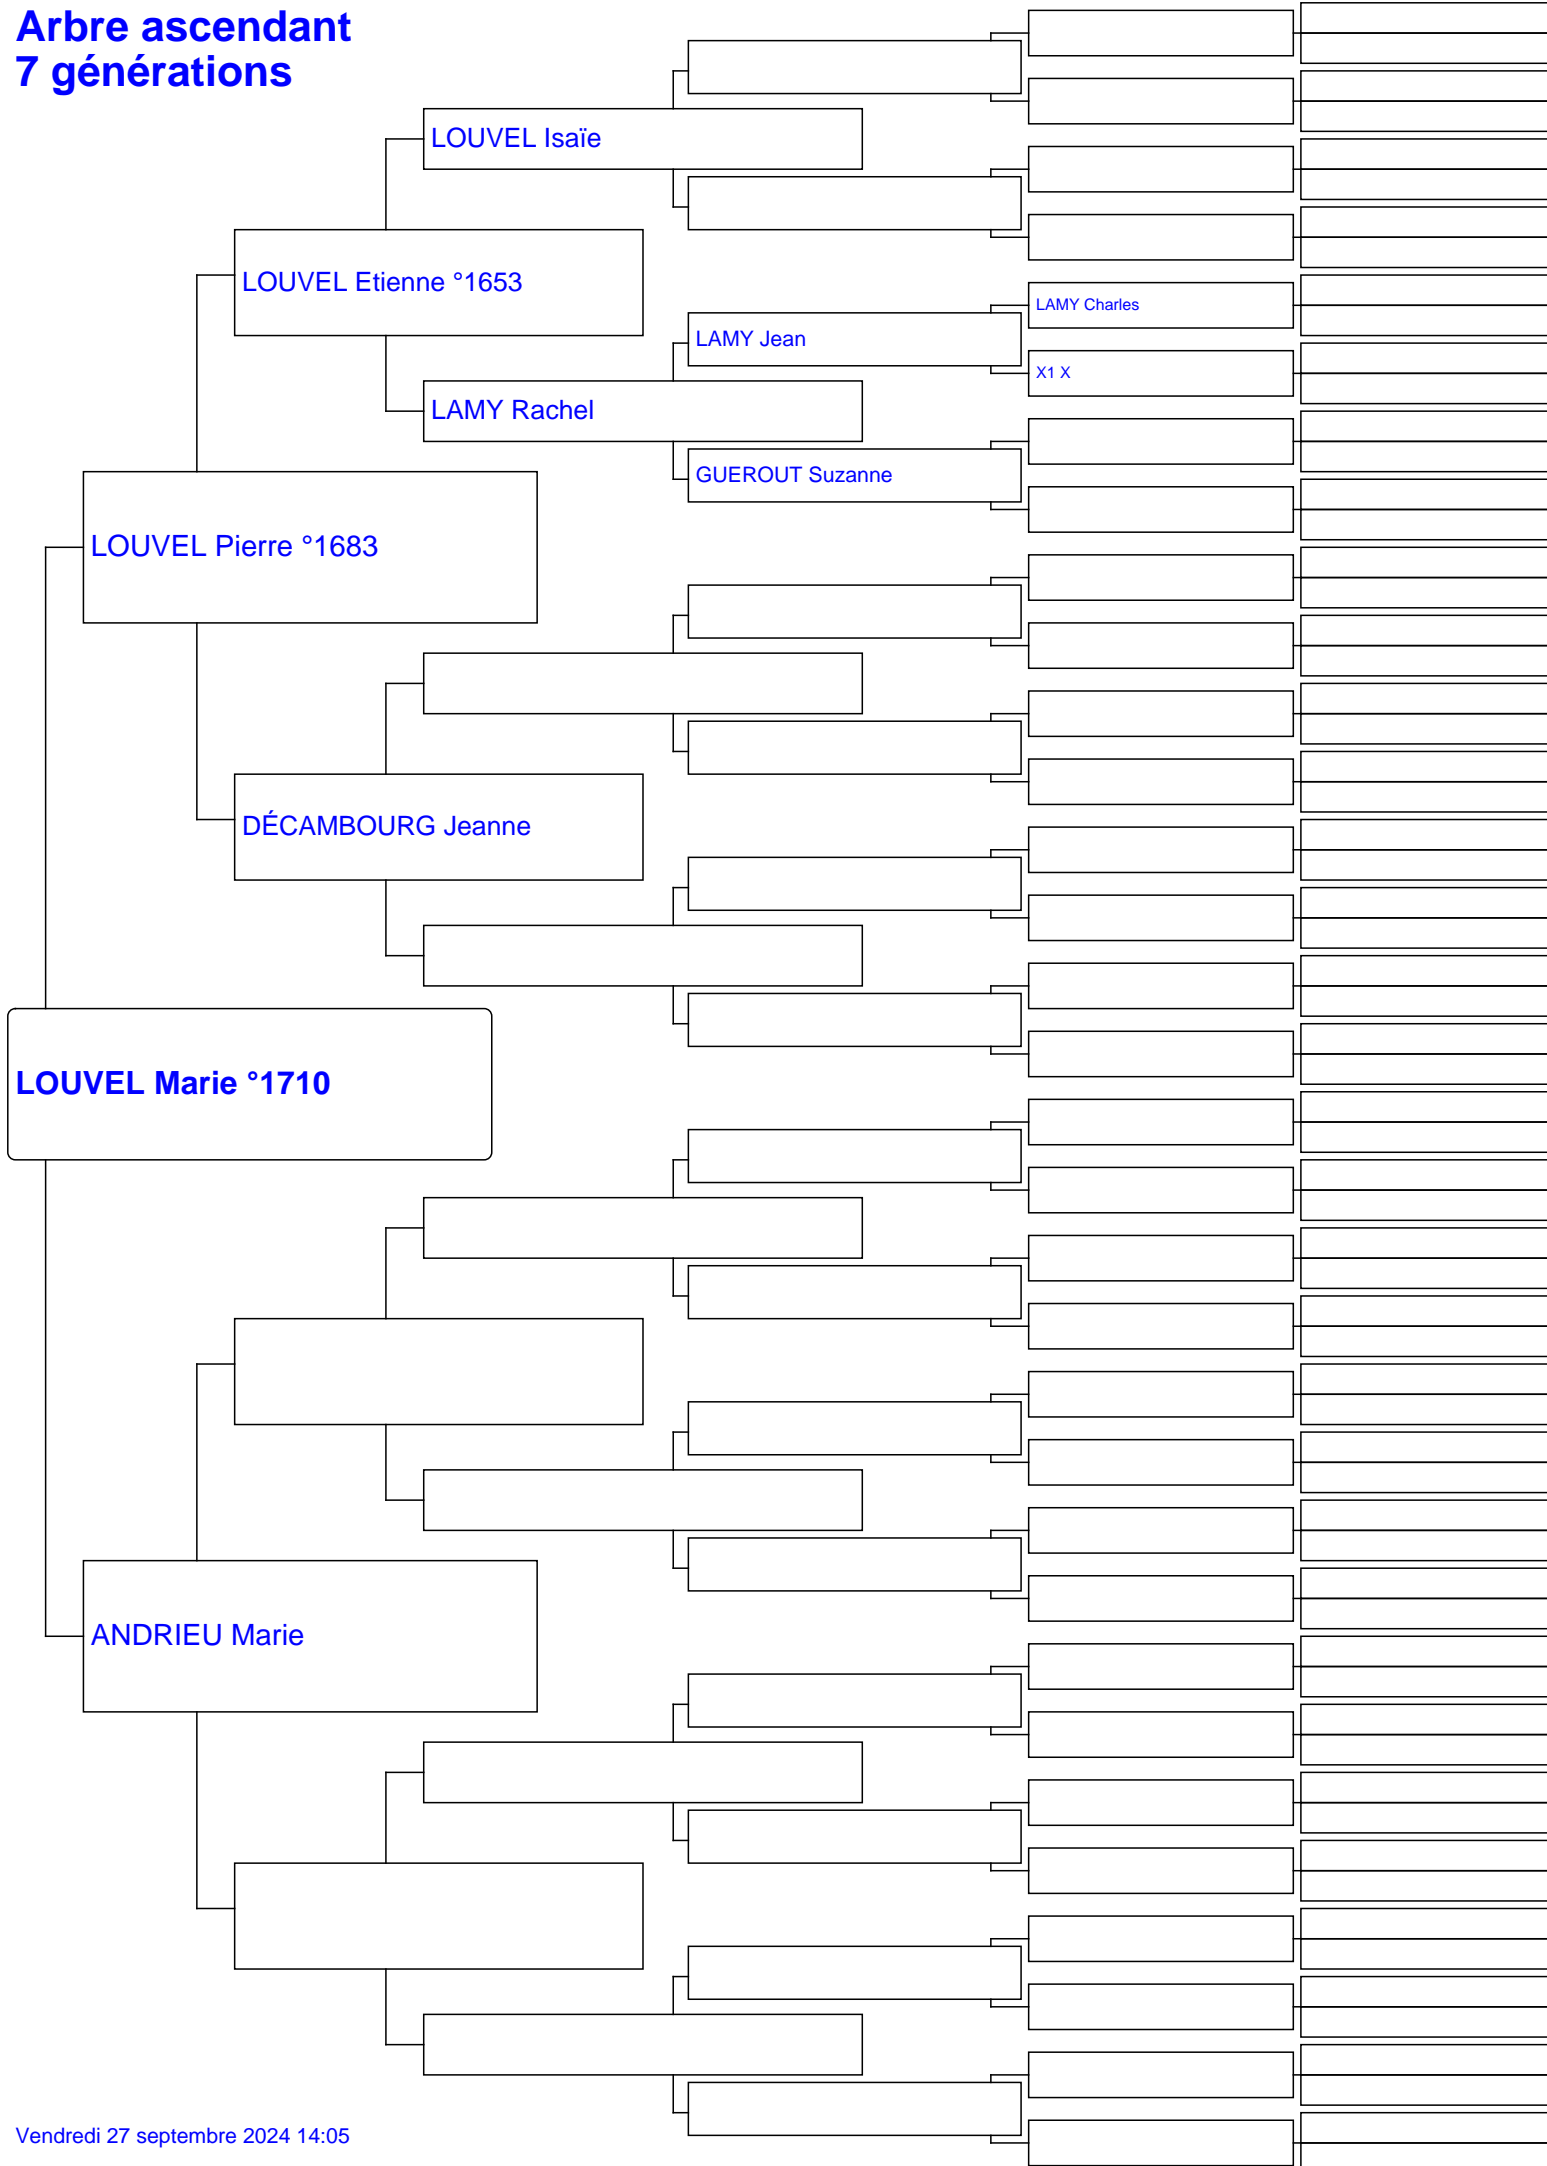 Arbre ascendant
7 générations
LOUVEL Isaïe
LOUVEL Etienne °1653
LAMY Charles
LAMY Jean
X1 X
LAMY Rachel
GUEROUT Suzanne
LOUVEL Pierre °1683
DÉCAMBOURG Jeanne
LOUVEL Marie °1710
ANDRIEU Marie
Vendredi 27 septembre 2024 14:05